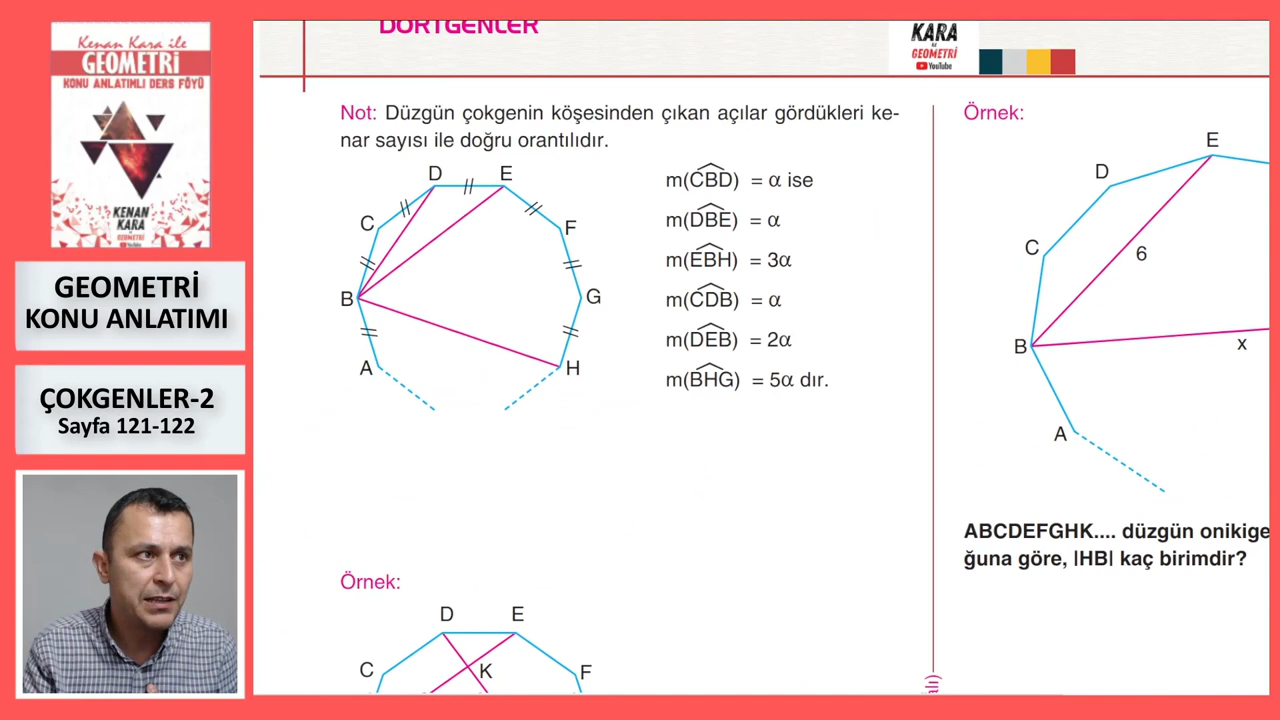 Kenan Kara ile
GEOMETRİ
KONU ANLATIMLI DERS FÖYÜ
KENAN
KARA
ile
GEOMETRİ
GEOMETRİ
KONU ANLATIMI
ÇOKGENLER-2
Sayfa 121-122
DÖRTGENLER
KARA
ile
GEOMETRİ
YouTube
Not: Düzgün çokgenin köşesinden çıkan açılar gördükleri ke-
nar sayısı ile doğru orantılıdır.
D E
C F
B G
A H
m(CBD) = α ise
m(DBE) = α
m(EBH) = 3α
m(CDB) = α
m(DEB) = 2α
m(BHG) = 5α dır.
Örnek:
D E
C K F
Örnek:
E
D
C 6
B x
A
ABCDEFGHK.... düzgün onikige
ğuna göre, |HB| kaç birimdir?